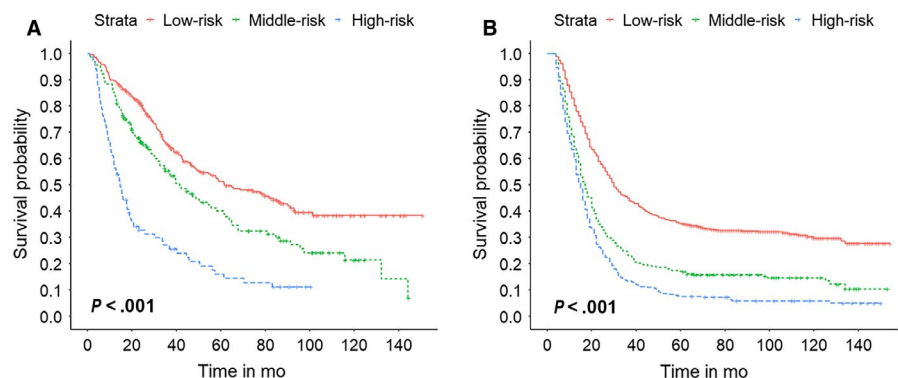 A
Strata Low-risk Middle-risk High-risk
Survival probability
1.0
0.9
0.8
0.7
0.6
0.5
0.4
0.3
0.2
0.1
0.0
P < .001
0 20 40 60 80 100 120 140
Time in mo
B
Strata Low-risk Middle-risk High-risk
Survival probability
1.0
0.9
0.8
0.7
0.6
0.5
0.4
0.3
0.2
0.1
0.0
P < .001
0 20 40 60 80 100 120 140
Time in mo